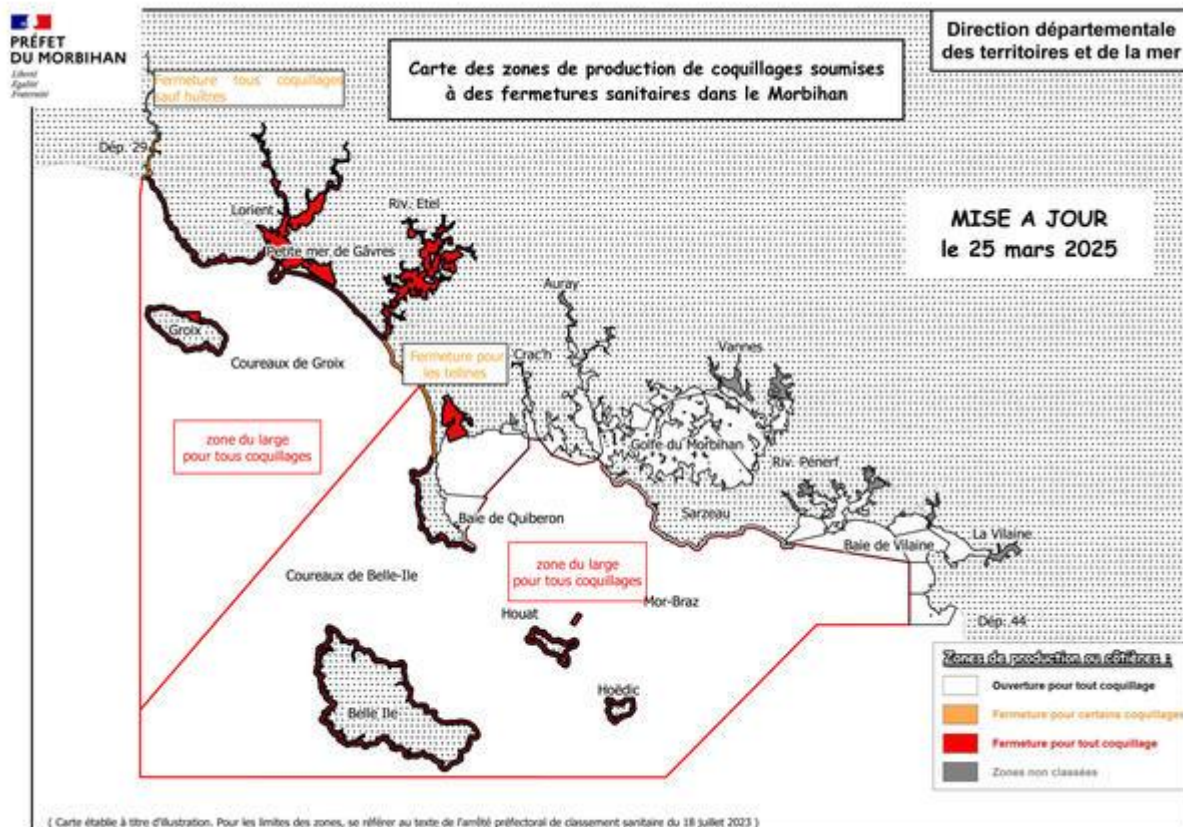 PRÉFET
DU MORBIHAN
Liberté
Égalité
Fraternité
Direction départementale
des territoires et de la mer
Carte des zones de production de coquillages soumises
à des fermetures sanitaires dans le Morbihan
Fermeture tous coquillages
sauf huîtres
Dép. 29
MISE A JOUR
le 25 mars 2025
Lorient
Riv. Etel
Petite mer de Gâvres
Auray
Groix
Vannes
Fermeture pour
les tellines
Crac'h
Coureaux de Groix
zone du large
pour tous coquillages
Golfe du Morbihan
Riv. Pénerf
Sarzeau
Baie de Quiberon
La Vilaine
Baie de Vilaine
zone du large
pour tous coquillages
Coureaux de Belle-Ile
Mor-Braz
Houat
Dép. 44
Hoëdic
Belle Ile
Zones de production ou côtières :
Ouverture pour tout coquillage
Fermeture pour certains coquillages
Fermeture pour tout coquillage
Zones non classées
( Carte établie à titre d'illustration. Pour les limites des zones, se référer au texte de l'arrêté préfectoral de classement sanitaire du 18 juillet 2023 )